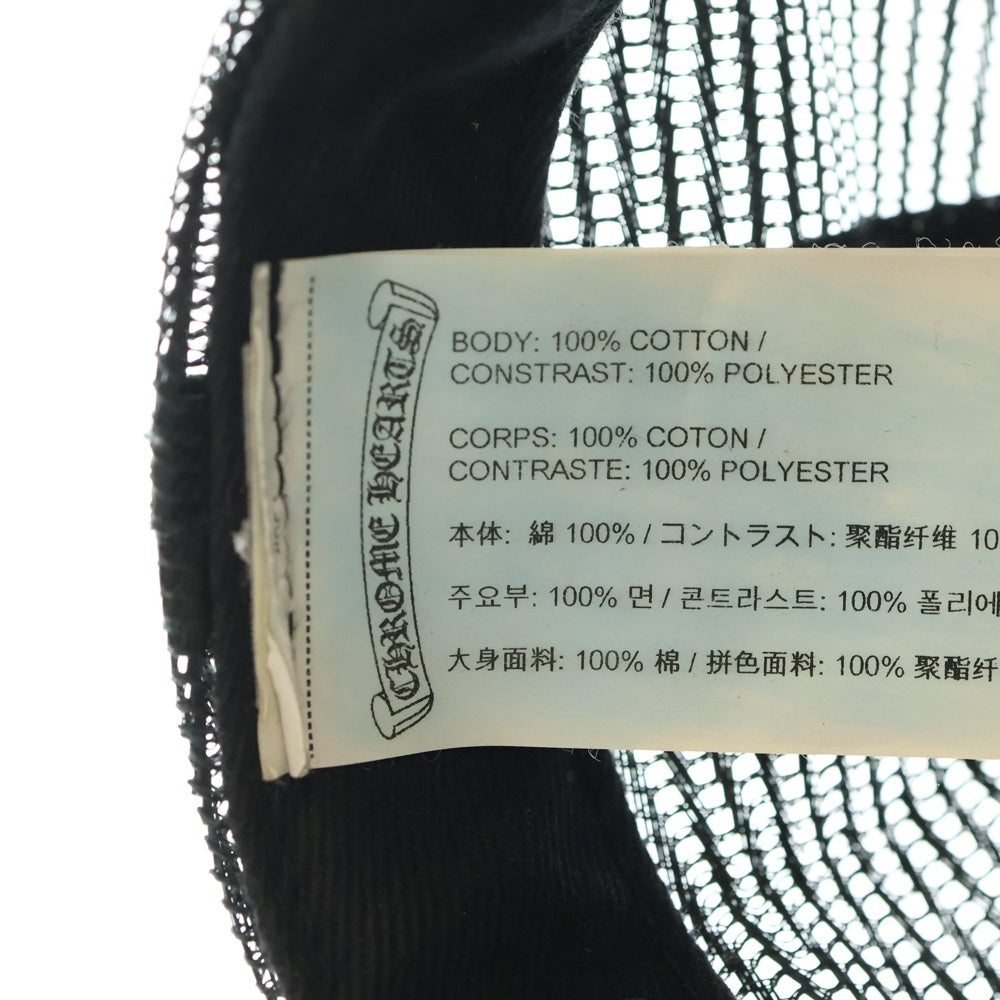 CHROME HEARTS
BODY: 100% COTTON /
CONSTRAST: 100% POLYESTER
CORPS: 100% COTON /
CONTRASTE: 100% POLYESTER
本体: 綿 100% / コントラスト: 聚酯纤维 10
주요부: 100% 면 / 콘트라스트: 100% 폴리에
大身面料: 100% 棉 / 拼色面料: 100% 聚酯纤